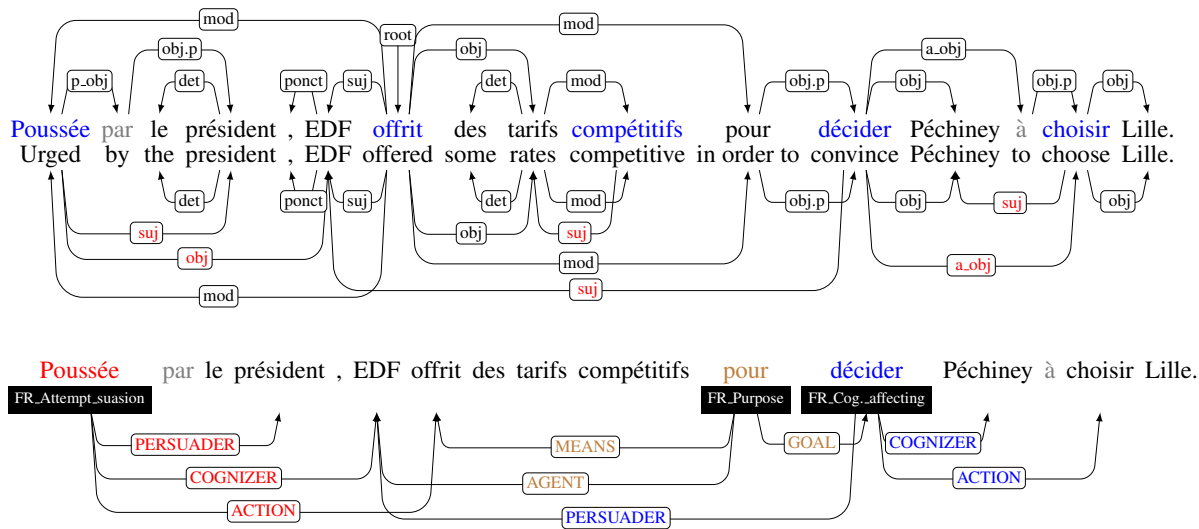 mod root mod
obj.p obj a_obj
p_obj det ponct suj det mod obj.p obj obj.p obj
Poussée par le président , EDF offrit des tarifs compétitifs pour décider Péchiney à choisir Lille.
Urged by the president , EDF offered some rates competitive in order to convince Péchiney to choose Lille.
det ponct suj det mod obj.p obj suj obj
suj obj suj
obj mod a_obj
mod suj
Poussée par le président , EDF offrit des tarifs compétitifs pour décider Péchiney à choisir Lille.
FR_Attempt_suasion FR_Purpose FR_Cog._affecting
PERSUADER MEANS GOAL COGNIZER
COGNIZER AGENT ACTION
ACTION PERSUADER